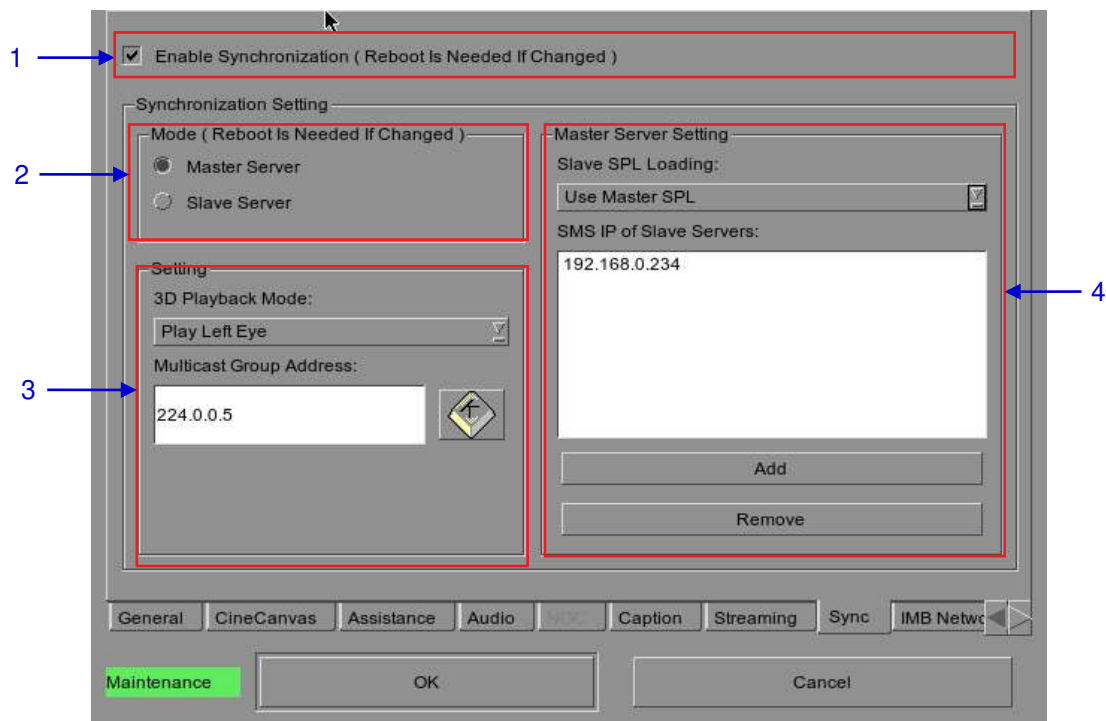 1
Enable Synchronization ( Reboot Is Needed If Changed )
Synchronization Setting
2
Mode ( Reboot Is Needed If Changed )
Master Server
Slave Server
3
Setting
3D Playback Mode:
Play Left Eye
Multicast Group Address:
224.0.0.5
4
Master Server Setting
Slave SPL Loading:
Use Master SPL
SMS IP of Slave Servers:
192.168.0.234
Add
Remove
General CineCanvas Assistance Audio Caption Streaming Sync IMB Netwo
Maintenance OK Cancel